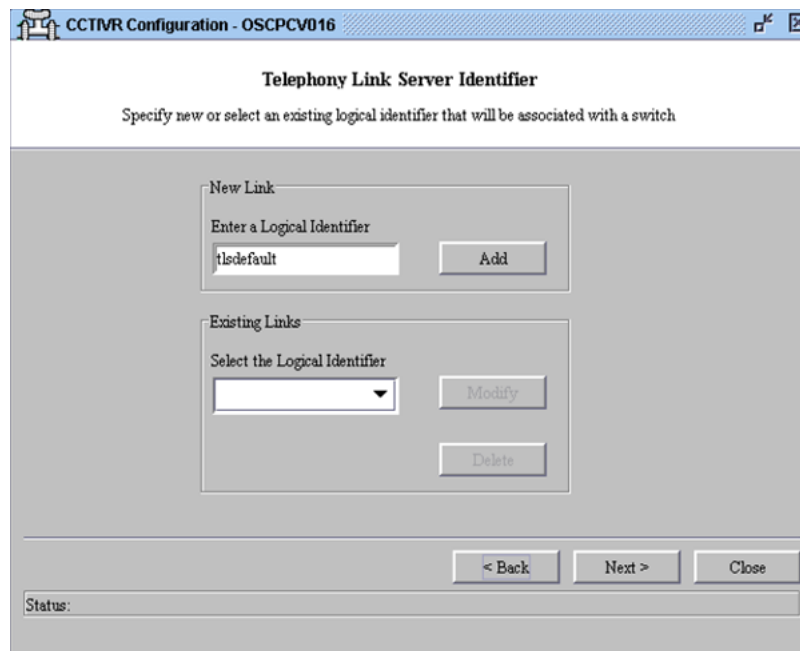 CCTIVR Configuration - OSCPCV016
Telephony Link Server Identifier
Specify new or select an existing logical identifier that will be associated with a switch
New Link
Enter a Logical Identifier
tlsdefault
Add
Existing Links
Select the Logical Identifier
Modify
Delete
< Back
Next >
Close
Status: